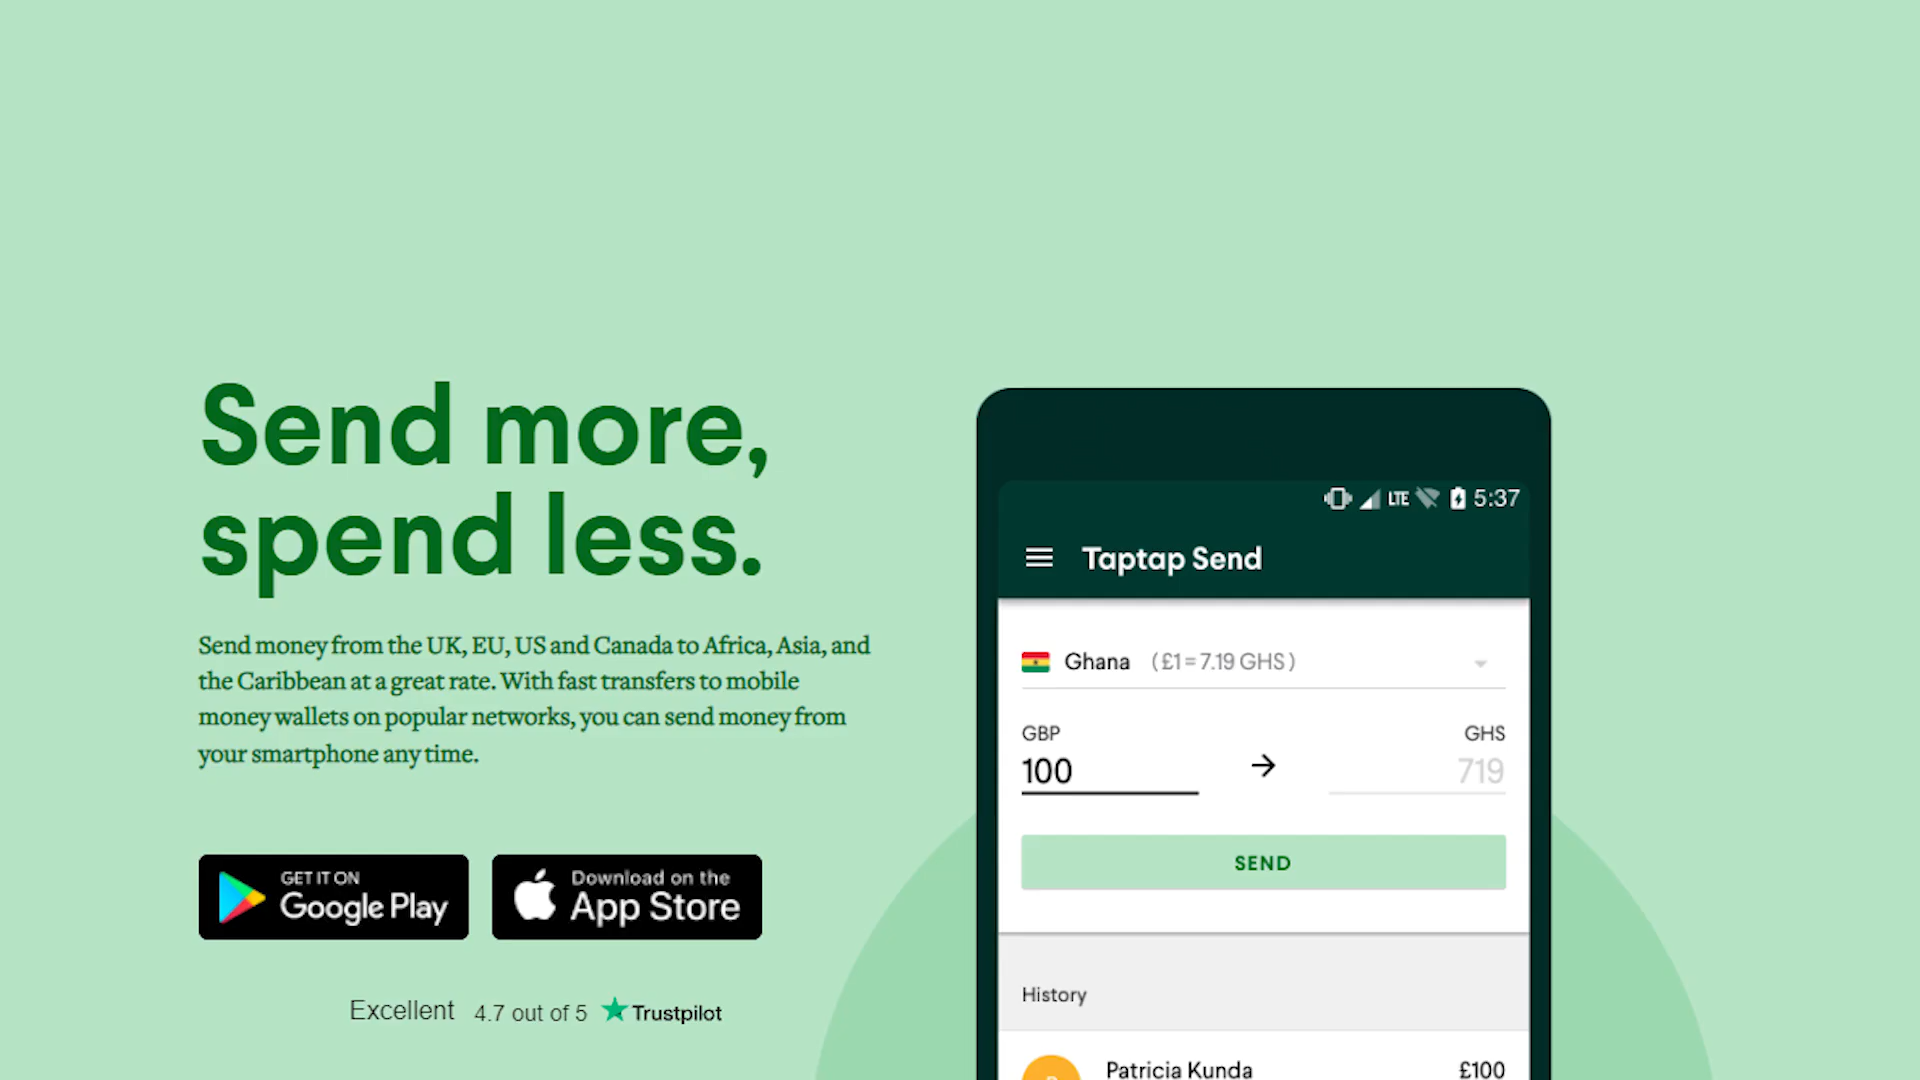 Send more,
spend less.
Send money from the UK, EU, US and Canada to Africa, Asia, and
the Caribbean at a great rate. With fast transfers to mobile
money wallets on popular networks, you can send money from
your smartphone any time.
GET IT ON
Google Play
Download on the
App Store
Excellent 4.7 out of 5 Trustpilot
LTE 5:37
Taptap Send
Ghana (£1=7.19 GHS)
GBP GHS
100 719
SEND
History
Patricia Kunda £100